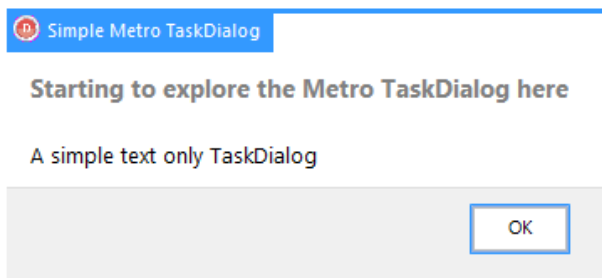 Simple Metro TaskDialog
Starting to explore the Metro TaskDialog here
A simple text only TaskDialog
OK